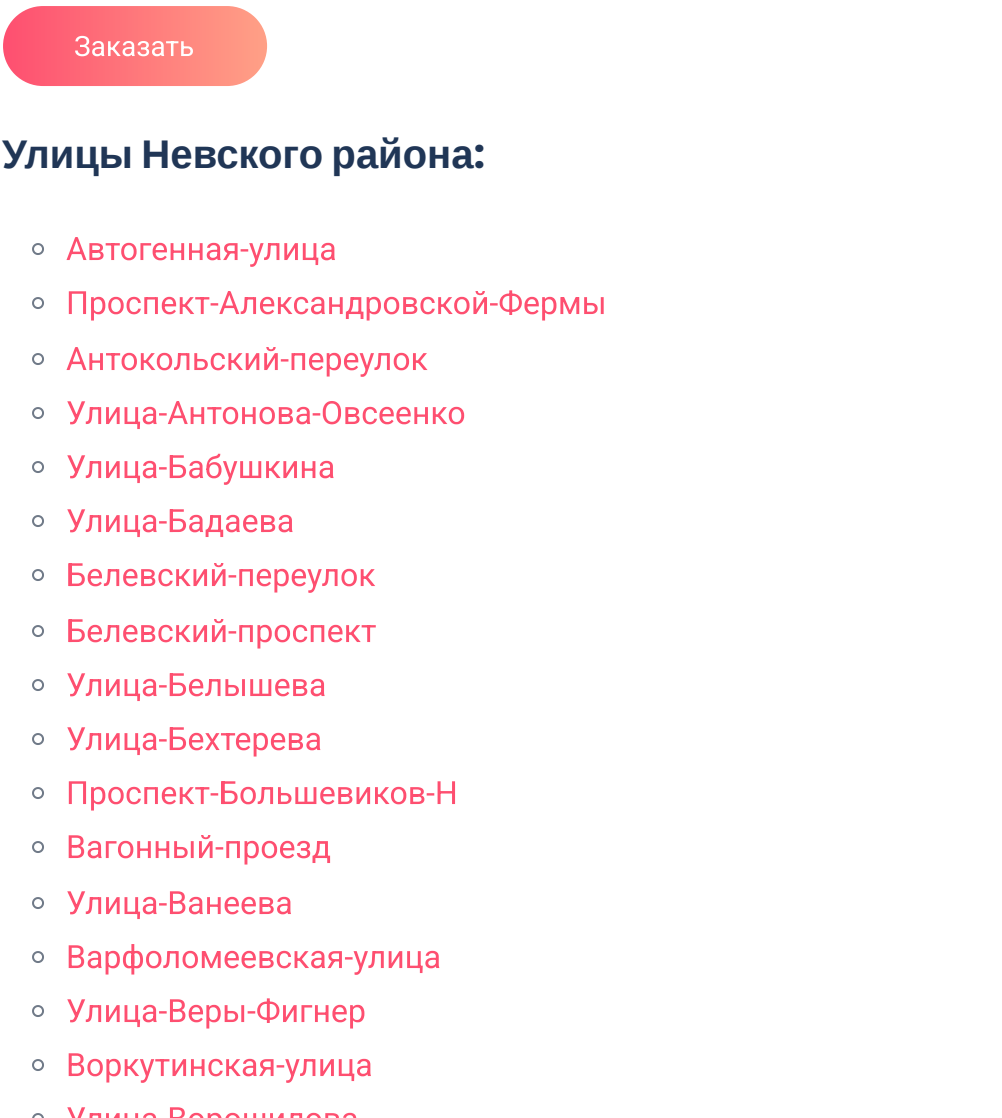 Заказать
Улицы Невского района:
Автогенная-улица
Проспект-Александровской-Фермы
Антокольский-переулок
Улица-Антонова-Овсеенко
Улица-Бабушкина
Улица-Бадаева
Белевский-переулок
Белевский-проспект
Улица-Белышева
Улица-Бехтерева
Проспект-Большевиков-Н
Вагонный-проезд
Улица-Ванеева
Варфоломеевская-улица
Улица-Веры-Фигнер
Воркутинская-улица
Улица-Ворошилова